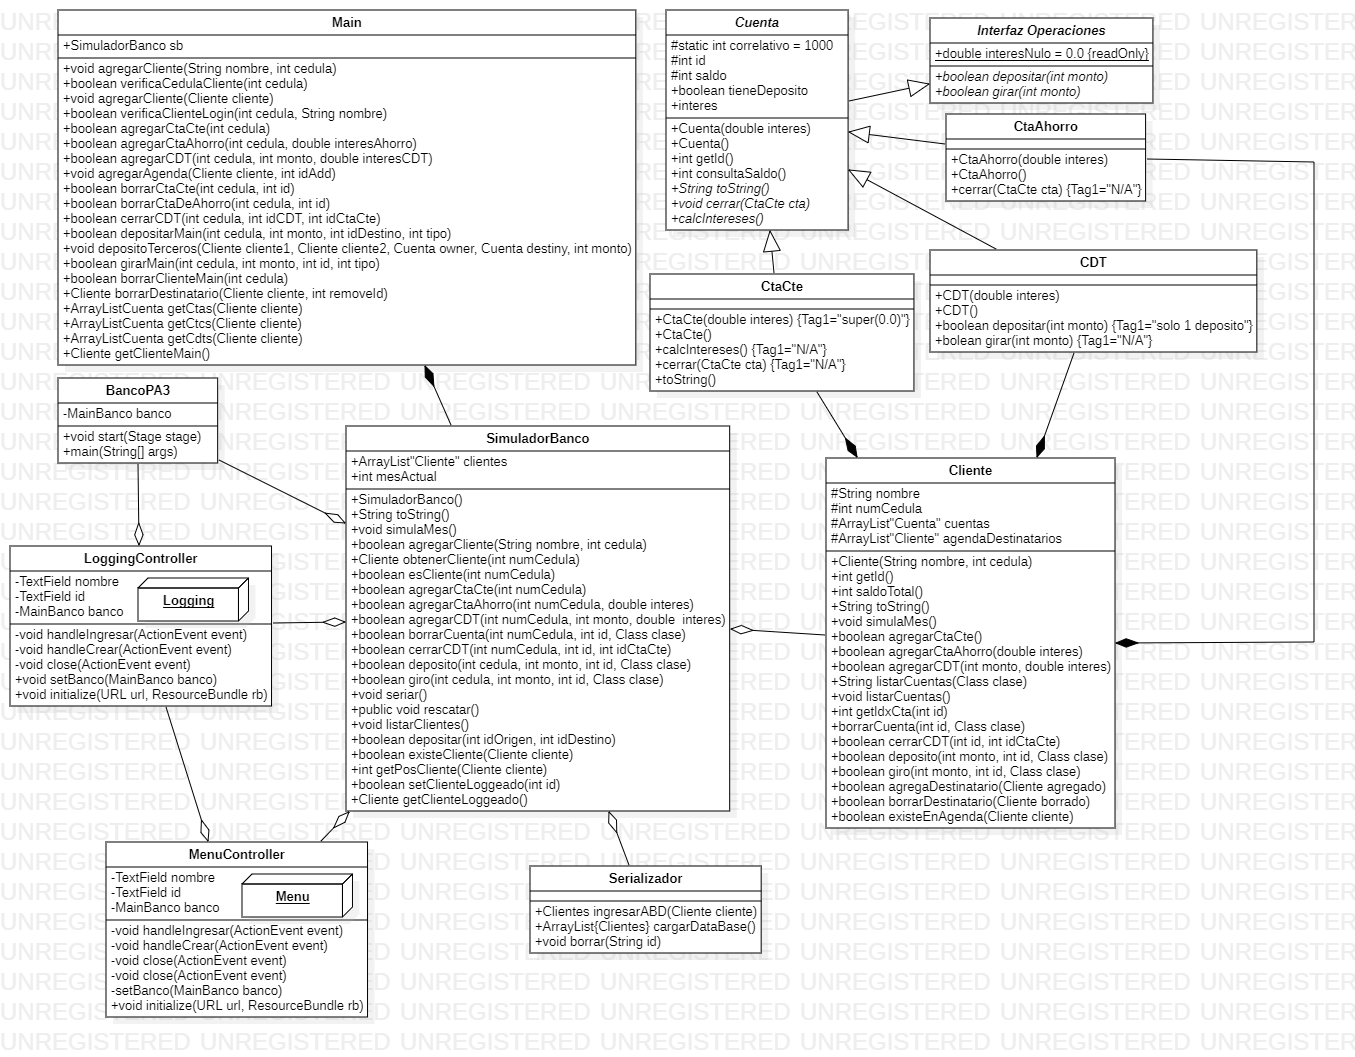 Main
+SimuladorBanco sb
+void agregarCliente(String nombre, int cedula)
+boolean verificaCedulaCliente(int cedula)
+void agregarCliente(Cliente cliente)
+boolean verificaClienteLogin(int cedula, String nombre)
+boolean agregarCtaCte(int cedula)
+boolean agregarCtaAhorro(int cedula, double interesAhorro)
+boolean agregarCDT(int cedula, int monto, double interesCDT)
+void agregarAgenda(Cliente cliente, int idAdd)
+boolean borrarCtaCte(int cedula, int id)
+boolean borrarCtaDeAhorro(int cedula, int id)
+boolean cerrarCDT(int cedula, int idCDT, int idCtaCte)
+boolean depositarMain(int cedula, int monto, int idDestino, int tipo)
+void depositoTerceros(Cliente cliente1, Cliente cliente2, Cuenta owner, Cuenta destiny, int monto)
+boolean girarMain(int cedula, int monto, int id, int tipo)
+boolean borrarClienteMain(int cedula)
+Cliente borrarDestinatario(Cliente cliente, int removeId)
+ArrayListCuenta getCtas(Cliente cliente)
+ArrayListCuenta getCtcs(Cliente cliente)
+ArrayListCuenta getCdts(Cliente cliente)
+Cliente getClienteMain()
Cuenta
#static int correlativo = 1000
#int id
#int saldo
+boolean tieneDeposito
+interes
+Cuenta(double interes)
+Cuenta()
+int getId()
+int consultaSaldo()
+String toString()
+void cerrar(CtaCte cta)
+calcIntereses()
Interfaz Operaciones
+double interesNulo = 0.0 {readOnly}
+boolean depositar(int monto)
+boolean girar(int monto)
CtaAhorro
+CtaAhorro(double interes)
+CtaAhorro()
+cerrar(CtaCte cta) {Tag1="N/A"}
CDT
+CDT(double interes)
+CDT()
+boolean depositar(int monto) {Tag1="solo 1 deposito"}
+bolean girar(int monto) {Tag1="N/A"}
CtaCte
+CtaCte(double interes) {Tag1="super(0.0)"}
+CtaCte()
+calcIntereses() {Tag1="N/A"}
+cerrar(CtaCte cta) {Tag1="N/A"}
+toString()
BancoPA3
-MainBanco banco
+void start(Stage stage)
+main(String[] args)
SimuladorBanco
+ArrayList"Cliente" clientes
+int mesActual
+SimuladorBanco()
+String toString()
+void simulaMes()
+boolean agregarCliente(String nombre, int cedula)
+Cliente obtenerCliente(int numCedula)
+boolean esCliente(int numCedula)
+boolean agregarCtaCte(int numCedula)
+boolean agregarCtaAhorro(int numCedula, double interes)
+boolean agregarCDT(int numCedula, int monto, double  interes)
+boolean borrarCuenta(int numCedula, int id, Class clase)
+boolean cerrarCDT(int numCedula, int id, int idCtaCte)
+boolean deposito(int cedula, int monto, int id, Class clase)
+boolean giro(int cedula, int monto, int id, Class clase)
+void seriar()
+public void rescatar()
+void listarClientes()
+boolean depositar(int idOrigen, int idDestino)
+boolean existeCliente(Cliente cliente)
+int getPosCliente(Cliente cliente)
+boolean setClienteLoggeado(int id)
+Cliente getClienteLoggeado()
Cliente
#String nombre
#int numCedula
#ArrayList"Cuenta" cuentas
#ArrayList"Cliente" agendaDestinatarios
+Cliente(String nombre, int cedula)
+int getId()
+int saldoTotal()
+String toString()
+void simulaMes()
+boolean agregarCtaCte()
+boolean agregarCtaAhorro(double interes)
+boolean agregarCDT(int monto, double interes)
+String listarCuentas(Class clase)
+void listarCuentas()
+int getIdxCta(int id)
+borrarCuenta(int id, Class clase)
+boolean cerrarCDT(int id, int idCtaCte)
+boolean deposito(int monto, int id, Class clase)
+boolean giro(int monto, int id, Class clase)
+boolean agregaDestinatario(Cliente agregado)
+boolean borrarDestinatario(Cliente borrado)
+boolean existeEnAgenda(Cliente cliente)
LoggingController
-TextField nombre
-TextField id
-MainBanco banco
Logging
-void handleIngresar(ActionEvent event)
-void handleCrear(ActionEvent event)
-void close(ActionEvent event)
+void setBanco(MainBanco banco)
+void initialize(URL url, ResourceBundle rb)
MenuController
-TextField nombre
-TextField id
-MainBanco banco
Menu
-void handleIngresar(ActionEvent event)
-void handleCrear(ActionEvent event)
-void close(ActionEvent event)
-void close(ActionEvent event)
-setBanco(MainBanco banco)
+void initialize(URL url, ResourceBundle rb)
Serializador
+Clientes ingresarABD(Cliente cliente)
+ArrayList{Clientes} cargarDataBase()
+void borrar(String id)